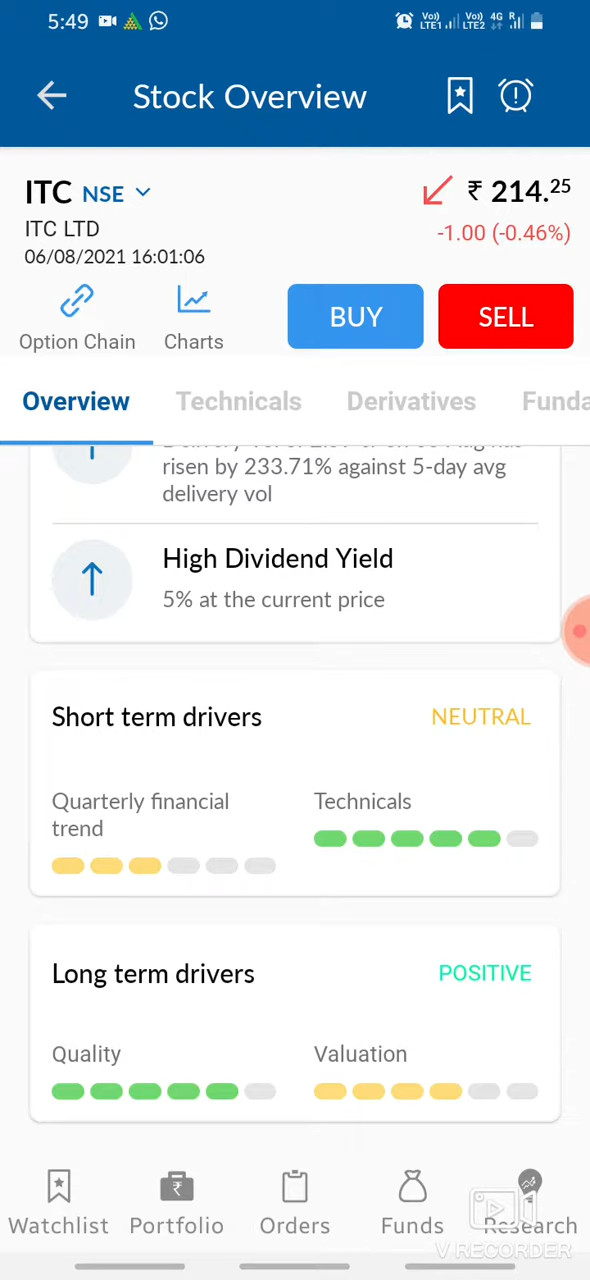 5:49
Vo)) LTE1 Vo)) LTE2 4G R
Stock Overview
ITC NSE
₹ 214.25
ITC LTD
-1.00 (-0.46%)
06/08/2021 16:01:06
Option Chain
Charts
BUY
SELL
Overview Technicals Derivatives Funda
risen by 233.71% against 5-day avg
delivery vol
High Dividend Yield
5% at the current price
Short term drivers
NEUTRAL
Quarterly financial
trend
Technicals
Long term drivers
POSITIVE
Quality
Valuation
Watchlist Portfolio Orders Funds Research
V RECORDER